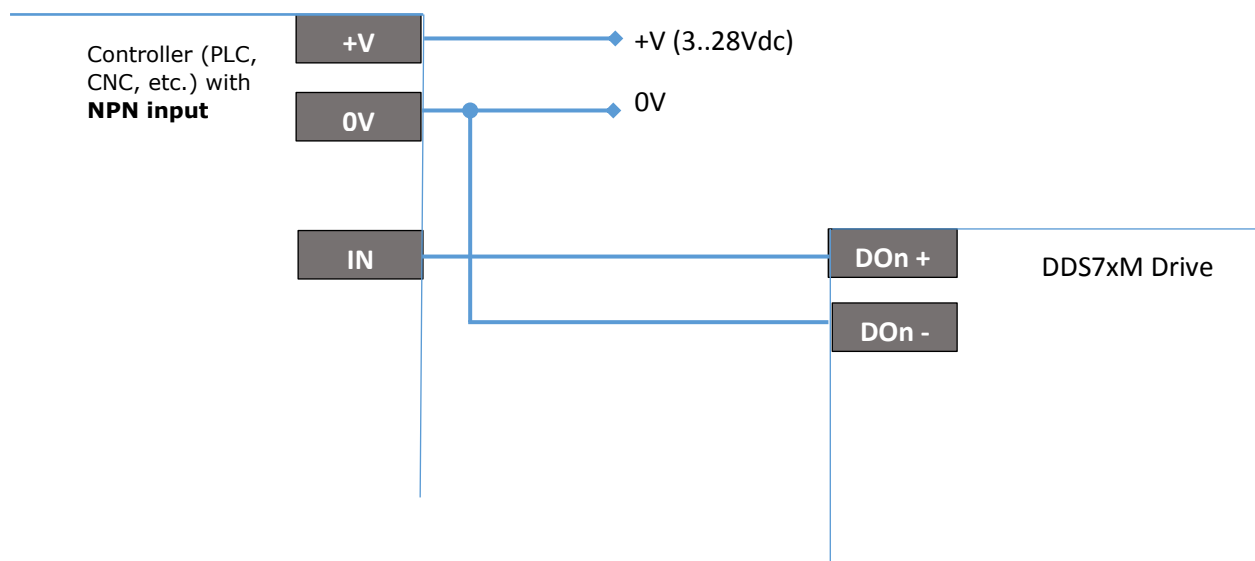 Controller (PLC,
CNC, etc.) with
NPN input
+V
+V (3..28Vdc)
0V
0V
IN
DOn +
DDS7xM Drive
DOn -